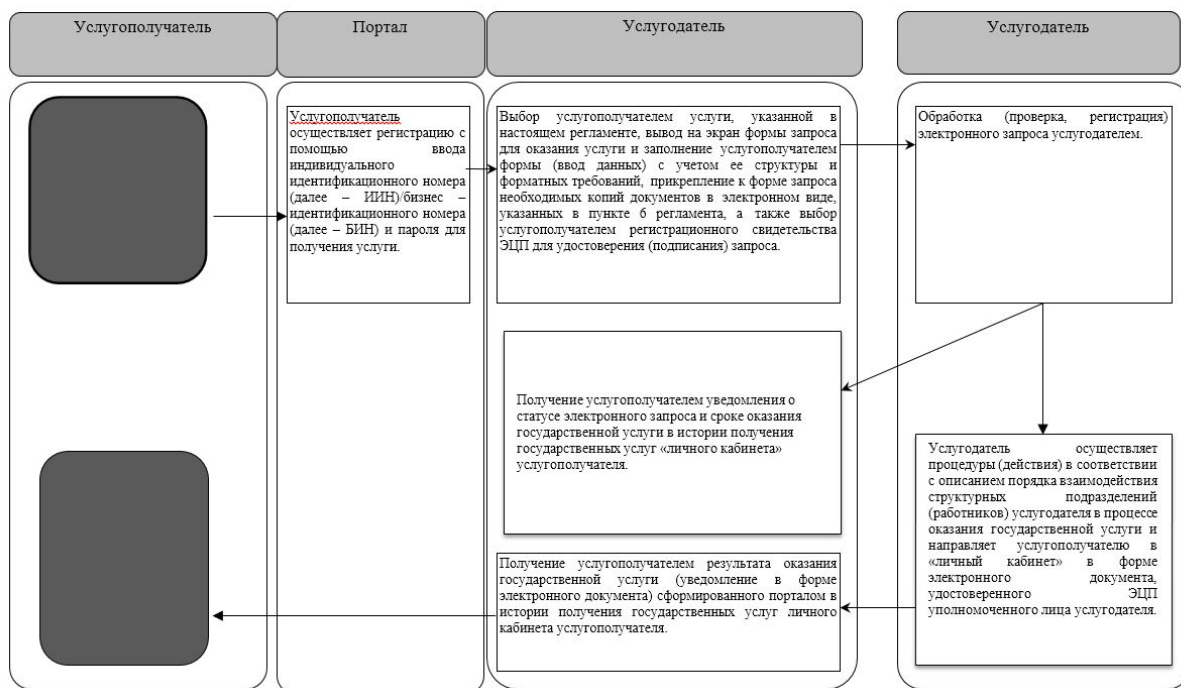 Услугополучатель
Портал
Услугодатель
Услугодатель
Услугополучатель
осуществляет регистрацию с
помощью ввода
индивидуального
идентификационного номера
(далее – ИИН)/бизнес –
идентификационного номера
(далее – БИН) и пароля для
получения услуги.
Выбор услугополучателем услуги, указанной в
настоящем регламенте, вывод на экран формы запроса
для оказания услуги и заполнение услугополучателем
формы (ввод данных) с учетом ее структуры и
форматных требований, прикрепление к форме запроса
необходимых копий документов в электронном виде,
указанных в пункте 6 регламента, а также выбор
услугополучателем регистрационного свидетельства
ЭЦП для удостоверения (подписания) запроса.
Обработка (проверка, регистрация)
электронного запроса услугодателем.
Получение услугополучателем уведомления о
статусе электронного запроса и сроке оказания
государственной услуги в истории получения
государственных услуг «личного кабинета»
услугополучателя.
Услугодатель осуществляет
процедуры (действия) в соответствии
с описанием порядка взаимодействия
структурных подразделений
(работников) услугодателя в процессе
оказания государственной услуги и
направляет услугополучателю в
«личный кабинет» в форме
электронного документа,
удостоверенного ЭЦП
уполномоченного лица услугодателя.
Получение услугополучателем результата оказания
государственной услуги (уведомление в форме
электронного документа) сформированного порталом в
истории получения государственных услуг личного
кабинета услугополучателя.